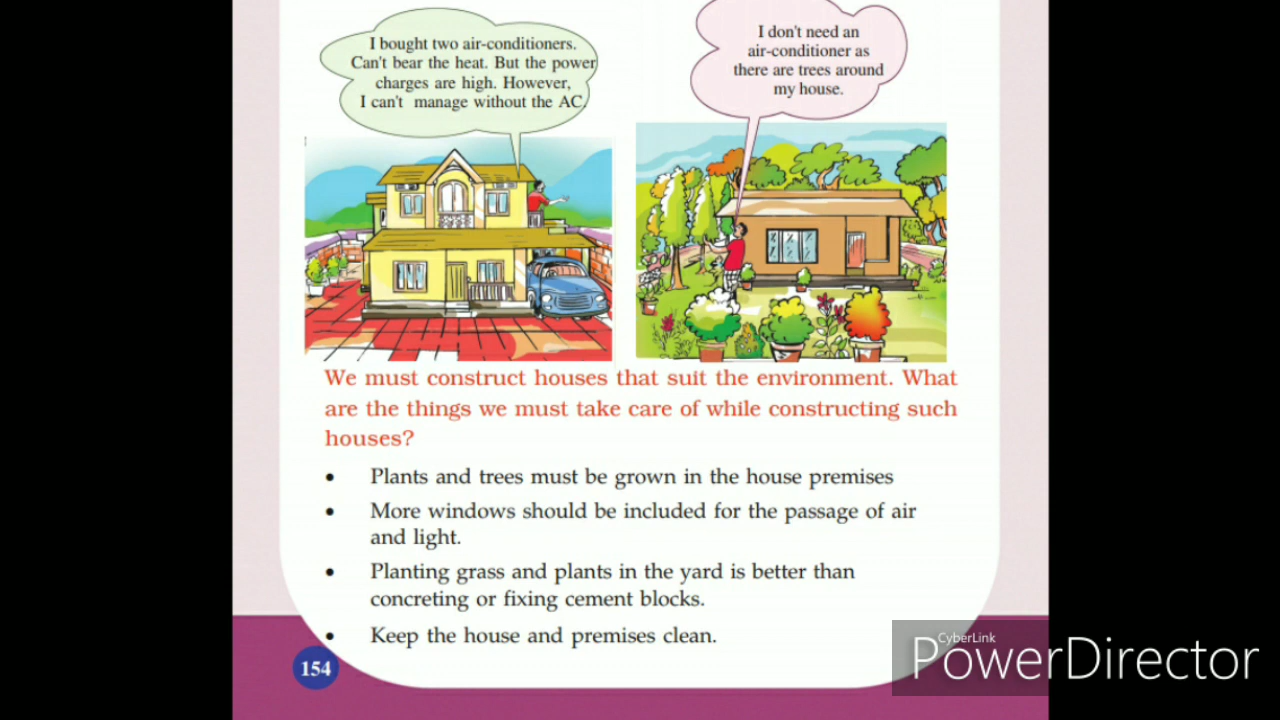 I bought two air-conditioners.
Can't bear the heat. But the power
charges are high. However,
I can't manage without the AC.
I don't need an
air-conditioner as
there are trees around
my house.
We must construct houses that suit the environment. What
are the things we must take care of while constructing such
houses?
• Plants and trees must be grown in the house premises
• More windows should be included for the passage of air
and light.
• Planting grass and plants in the yard is better than
concreting or fixing cement blocks.
• Keep the house and premises clean.
154
CyberLink
PowerDirector